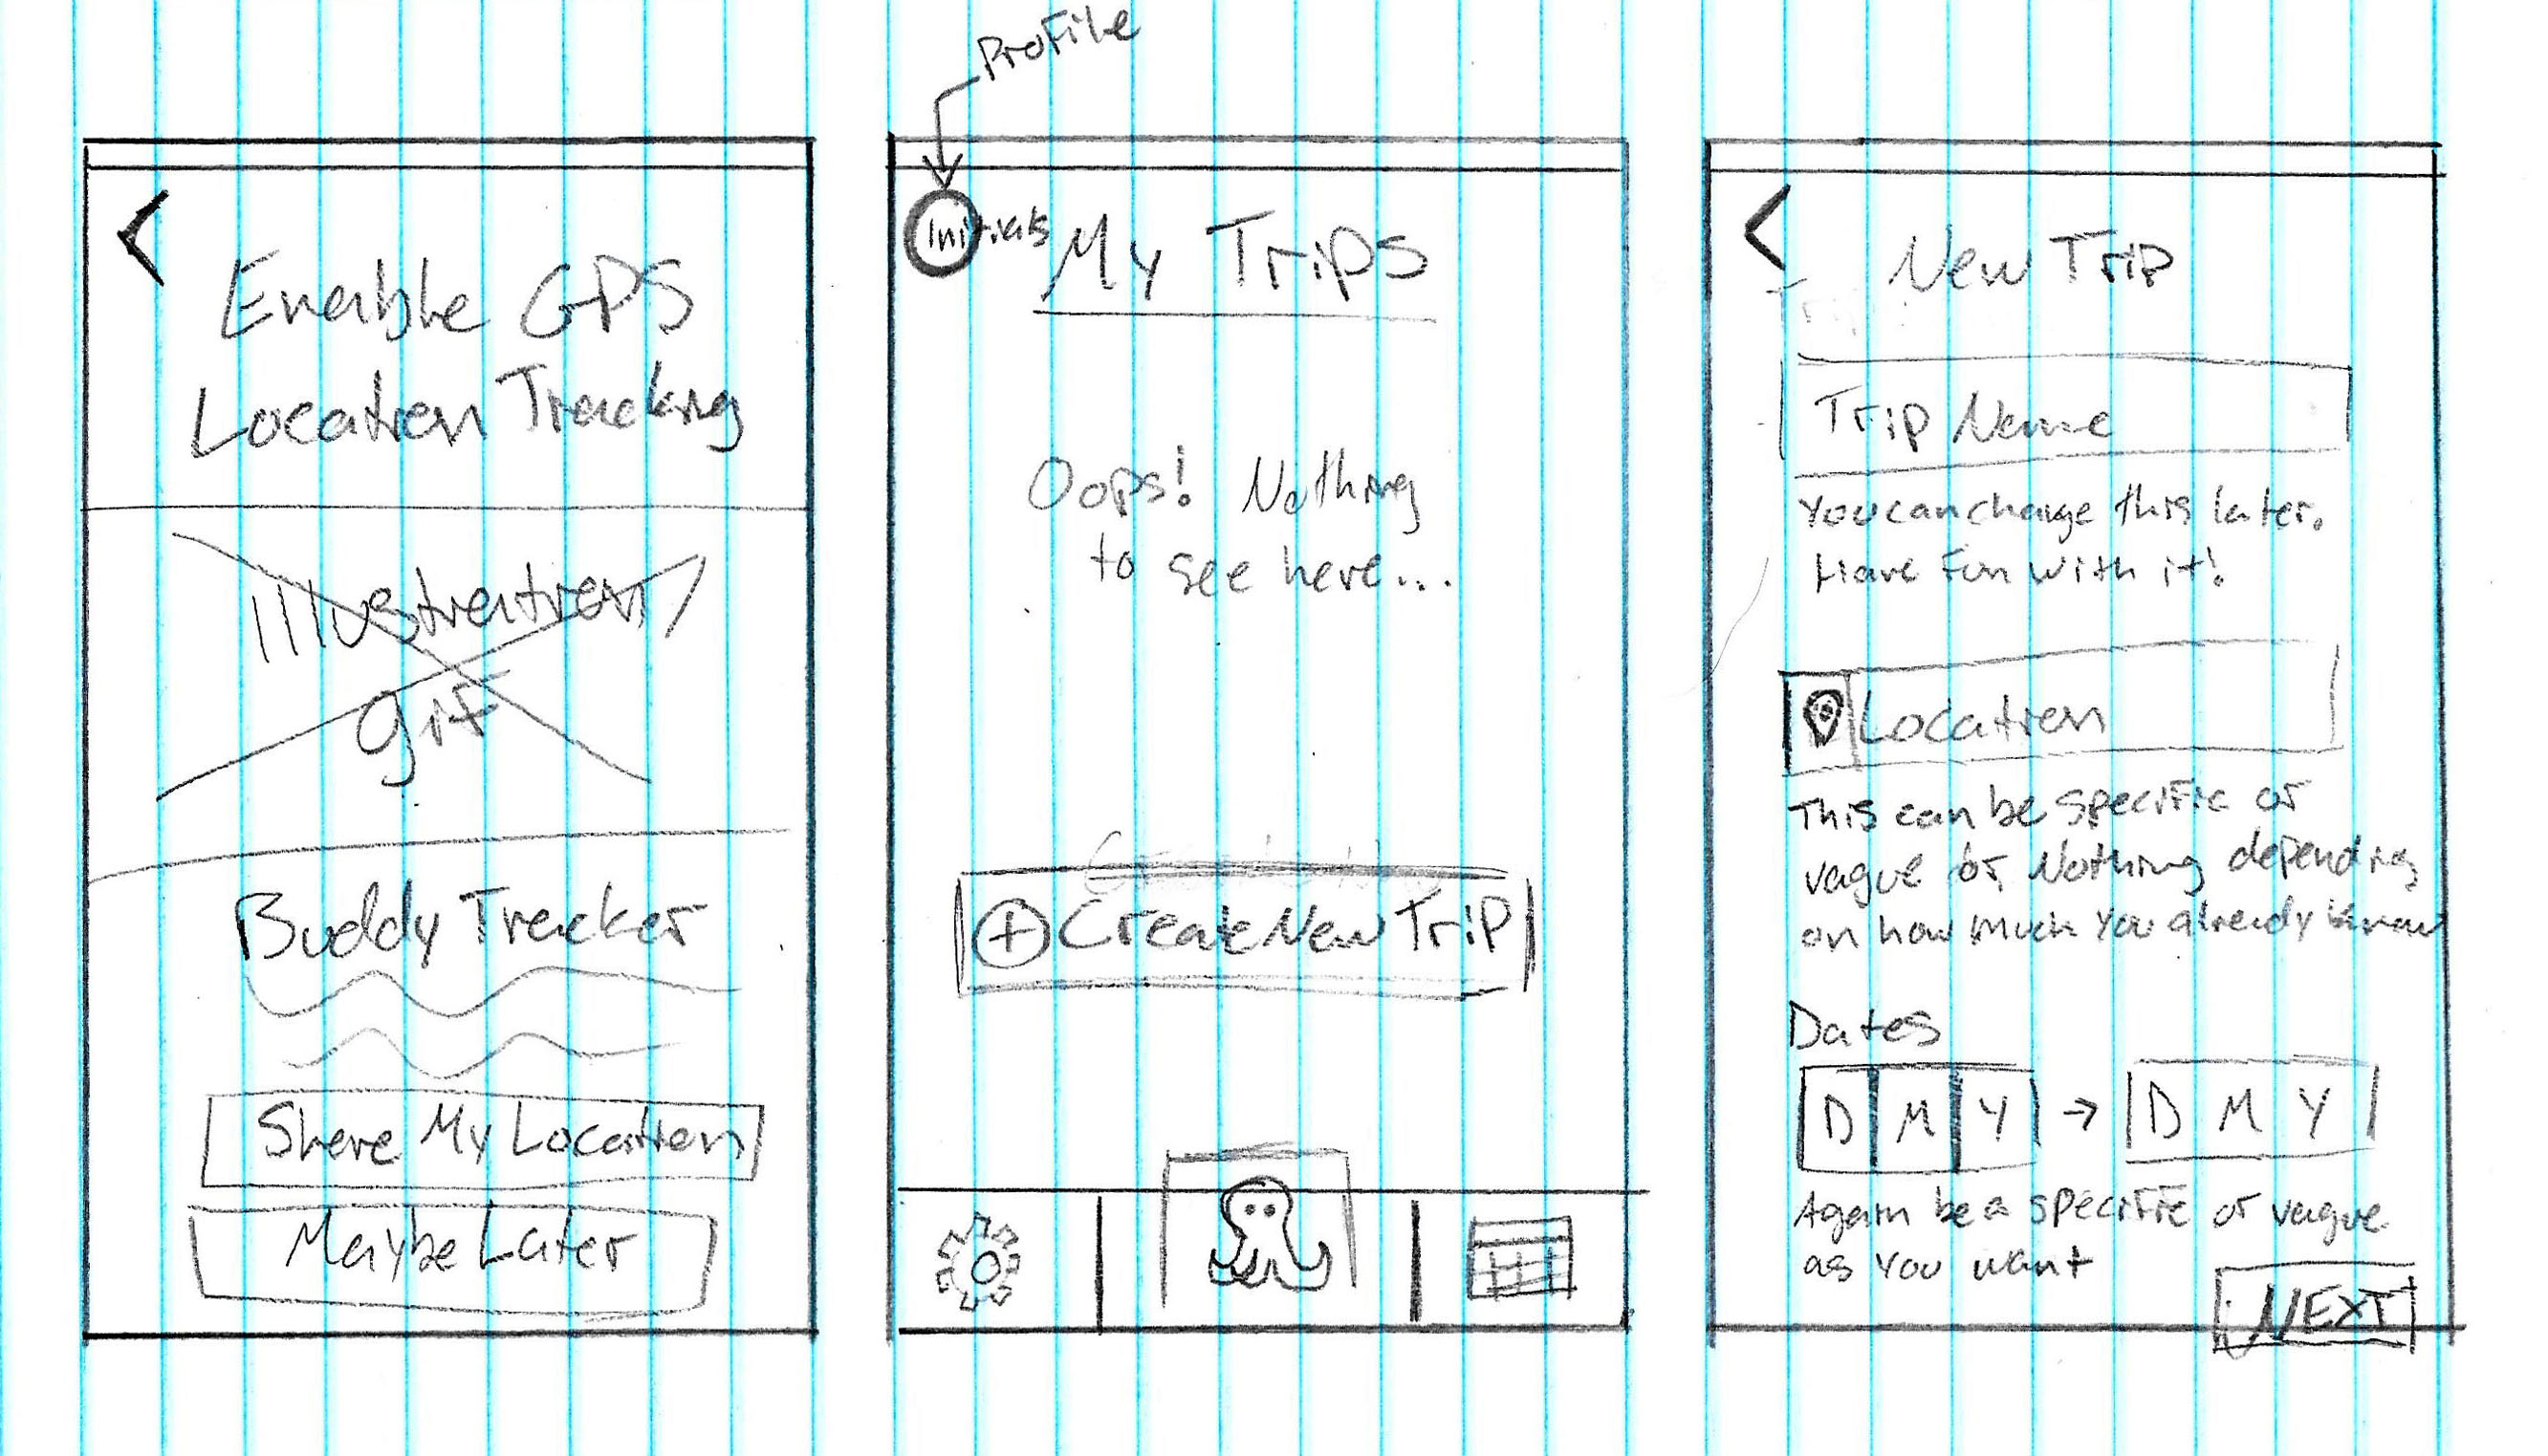 Profile
Enable GPS
Location Tracking
Illustration/
gif
Buddy Tracker
Share My Location
Maybe Later
Initials
My Trips
Oops! Nothing
to see here...
Create New Trip
New Trip
Trip Name
You can change this later.
Have Fun with it!
Location
This can be specific or
vague or Nothing depending
on how much you already know
Dates
D M Y → D M Y
Again be a specific or vague
as you want
NEXT